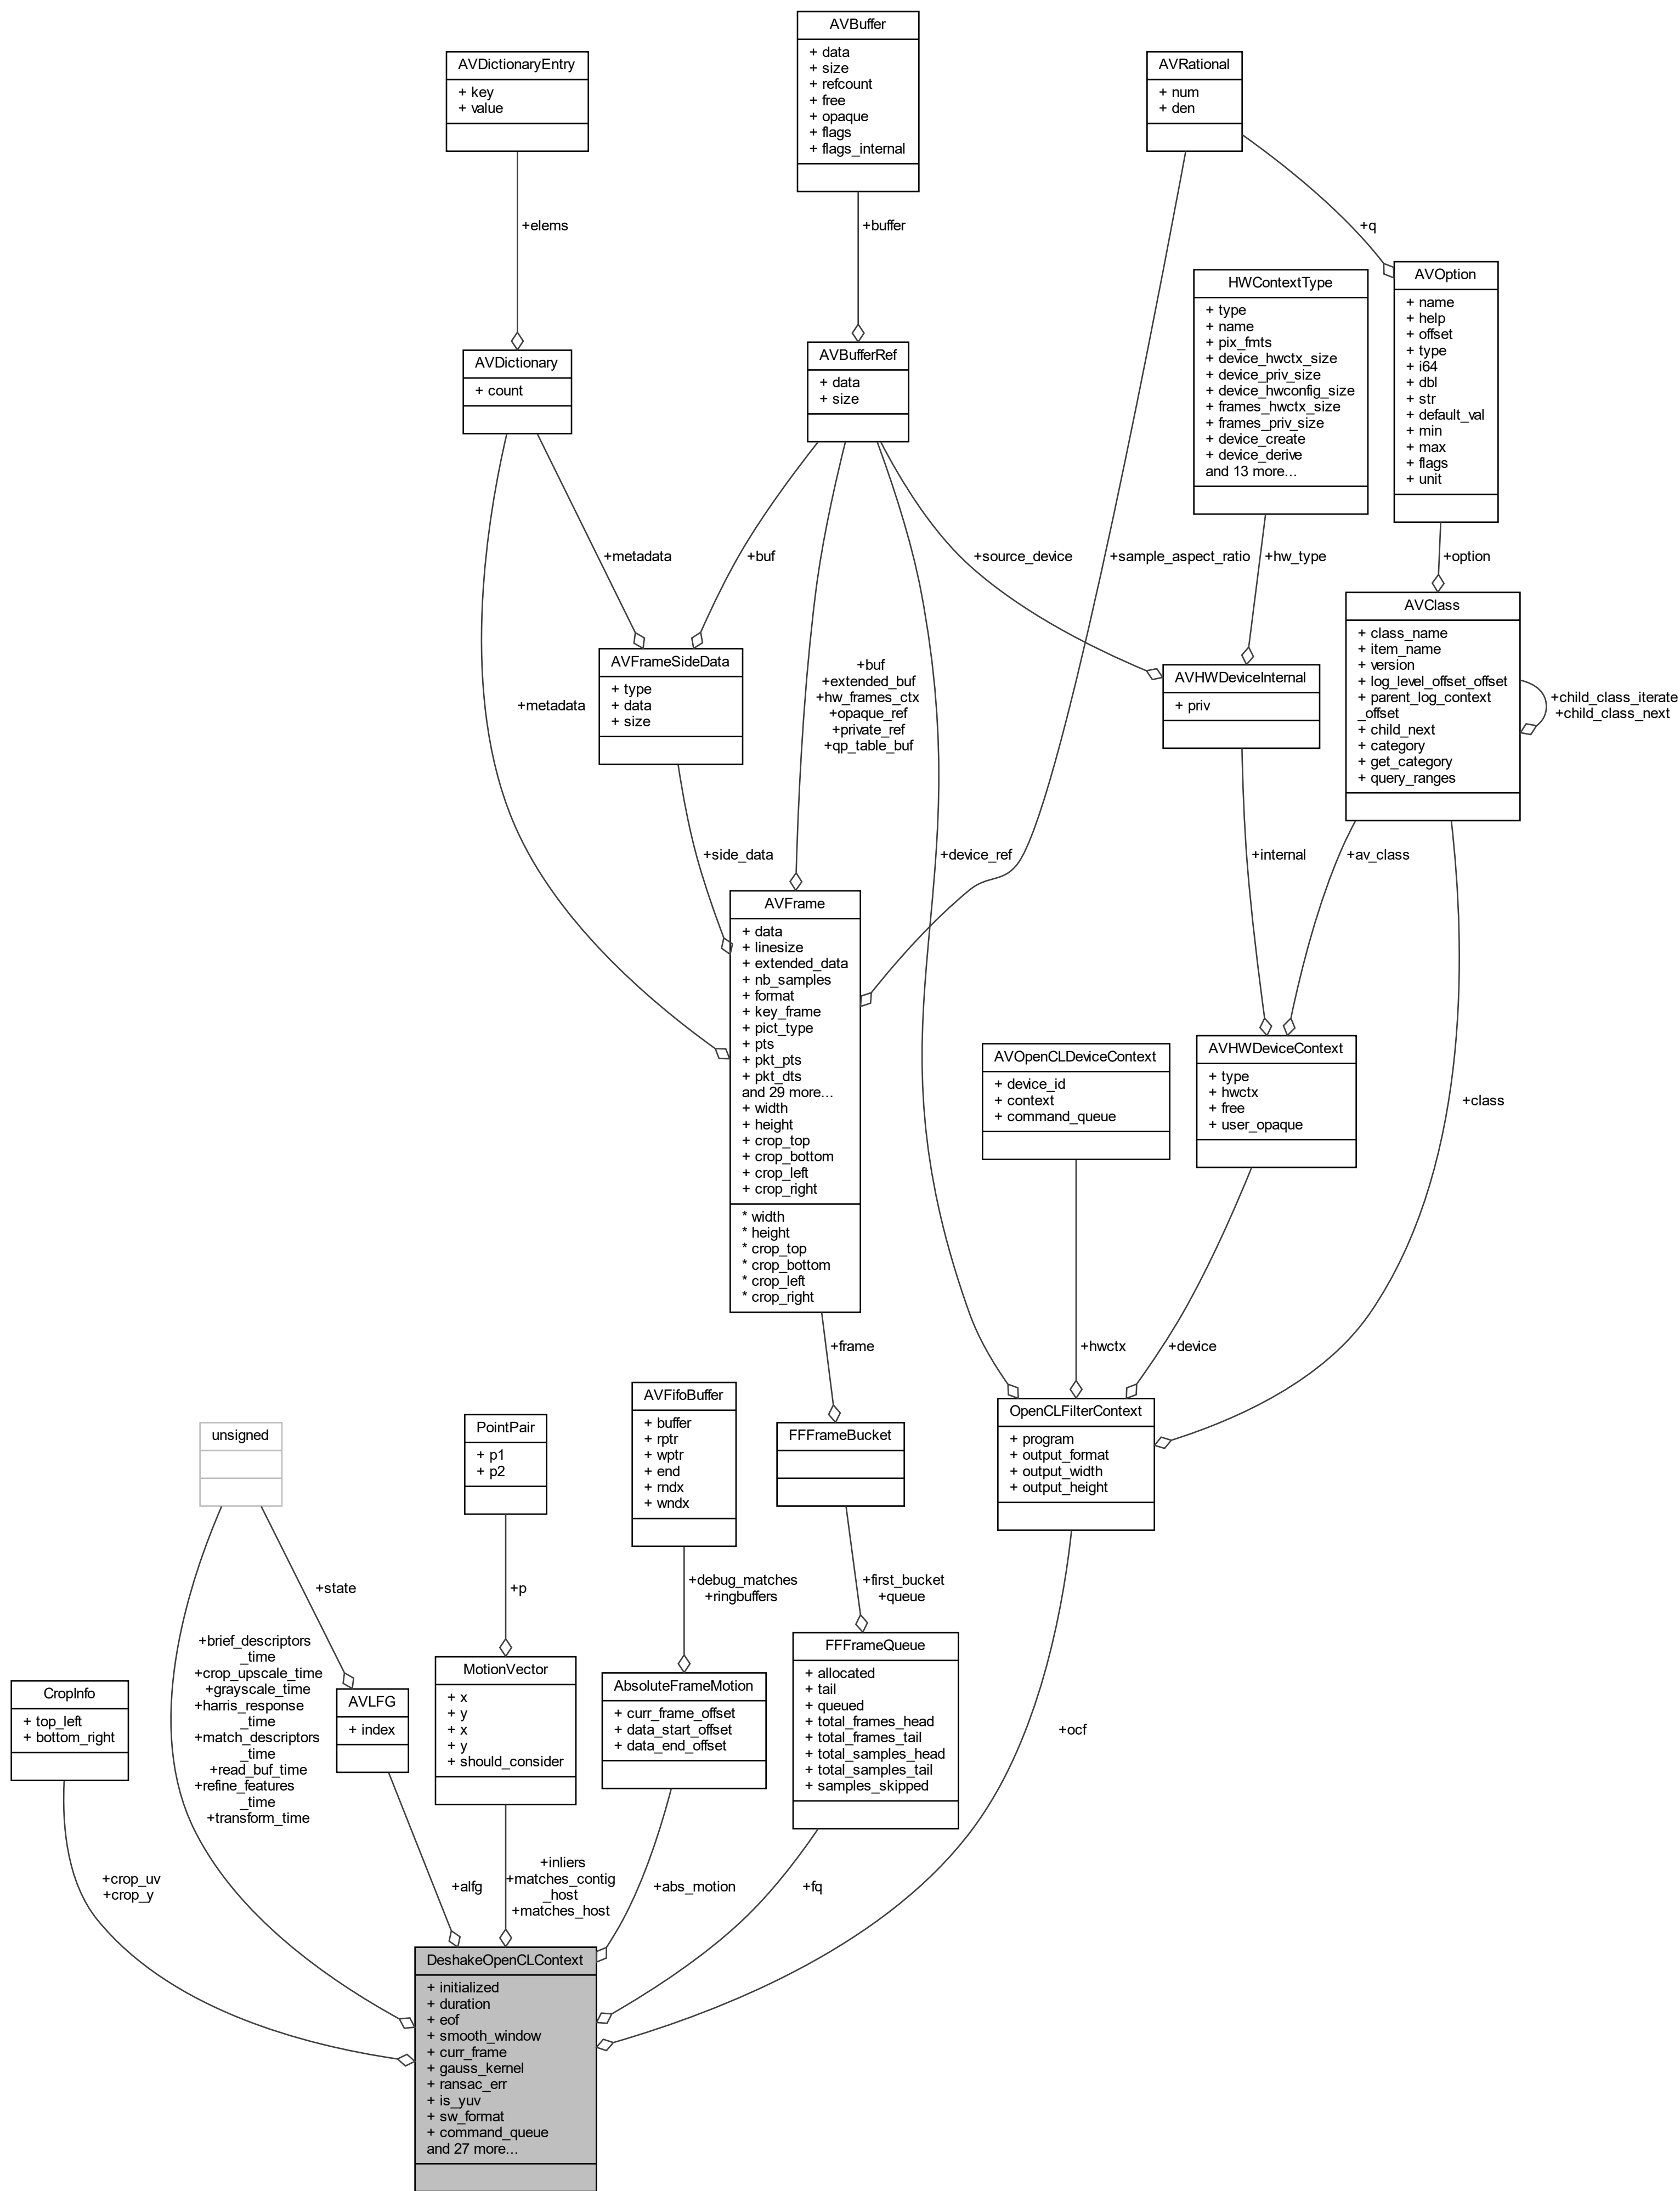 AVBuffer
+ data
+ size
+ refcount
+ free
+ opaque
+ flags
+ flags_internal
AVDictionaryEntry
+ key
+ value
AVRational
+ num
+ den
+elems
+buffer
+q
AVOption
+ name
+ help
+ offset
+ type
+ i64
+ dbl
+ str
+ default_val
+ min
+ max
+ flags
+ unit
HWContextType
+ type
+ name
+ pix_fmts
+ device_hwctx_size
+ device_priv_size
+ device_hwconfig_size
+ frames_hwctx_size
+ frames_priv_size
+ device_create
+ device_derive
and 13 more...
AVBufferRef
+ data
+ size
AVDictionary
+ count
+metadata
+buf
+source_device
+sample_aspect_ratio
+hw_type
+option
AVClass
+ class_name
+ item_name
+ version
+ log_level_offset_offset
+ parent_log_context
_offset
+ child_next
+ category
+ get_category
+ query_ranges
+child_class_iterate
+child_class_next
AVFrameSideData
+ type
+ data
+ size
+buf
+extended_buf
+hw_frames_ctx
+opaque_ref
+private_ref
+qp_table_buf
AVHWDeviceInternal
+ priv
+metadata
+side_data
+device_ref
+internal
+av_class
AVFrame
+ data
+ linesize
+ extended_data
+ nb_samples
+ format
+ key_frame
+ pict_type
+ pts
+ pkt_pts
+ pkt_dts
and 29 more...
+ width
+ height
+ crop_top
+ crop_bottom
+ crop_left
+ crop_right
* width
* height
* crop_top
* crop_bottom
* crop_left
* crop_right
AVOpenCLDeviceContext
+ device_id
+ context
+ command_queue
AVHWDeviceContext
+ type
+ hwctx
+ free
+ user_opaque
+class
+frame
+hwctx
+device
AVFifoBuffer
+ buffer
+ rptr
+ wptr
+ end
+ rndx
+ wndx
OpenCLFilterContext
+ program
+ output_format
+ output_width
+ output_height
PointPair
+ p1
+ p2
FFFrameBucket
unsigned
+state
+p
+debug_matches
+ringbuffers
+first_bucket
+queue
+brief_descriptors
_time
+crop_upscale_time
+grayscale_time
+harris_response
_time
+match_descriptors
_time
+read_buf_time
+refine_features
_time
+transform_time
FFFrameQueue
+ allocated
+ tail
+ queued
+ total_frames_head
+ total_frames_tail
+ total_samples_head
+ total_samples_tail
+ samples_skipped
MotionVector
+ x
+ y
+ x
+ y
+ should_consider
AbsoluteFrameMotion
+ curr_frame_offset
+ data_start_offset
+ data_end_offset
CropInfo
+ top_left
+ bottom_right
AVLFG
+ index
+ocf
+crop_uv
+crop_y
+alfg
+inliers
+matches_contig
_host
+matches_host
+abs_motion
+fq
DeshakeOpenCLContext
+ initialized
+ duration
+ eof
+ smooth_window
+ curr_frame
+ gauss_kernel
+ ransac_err
+ is_yuv
+ sw_format
+ command_queue
and 27 more...